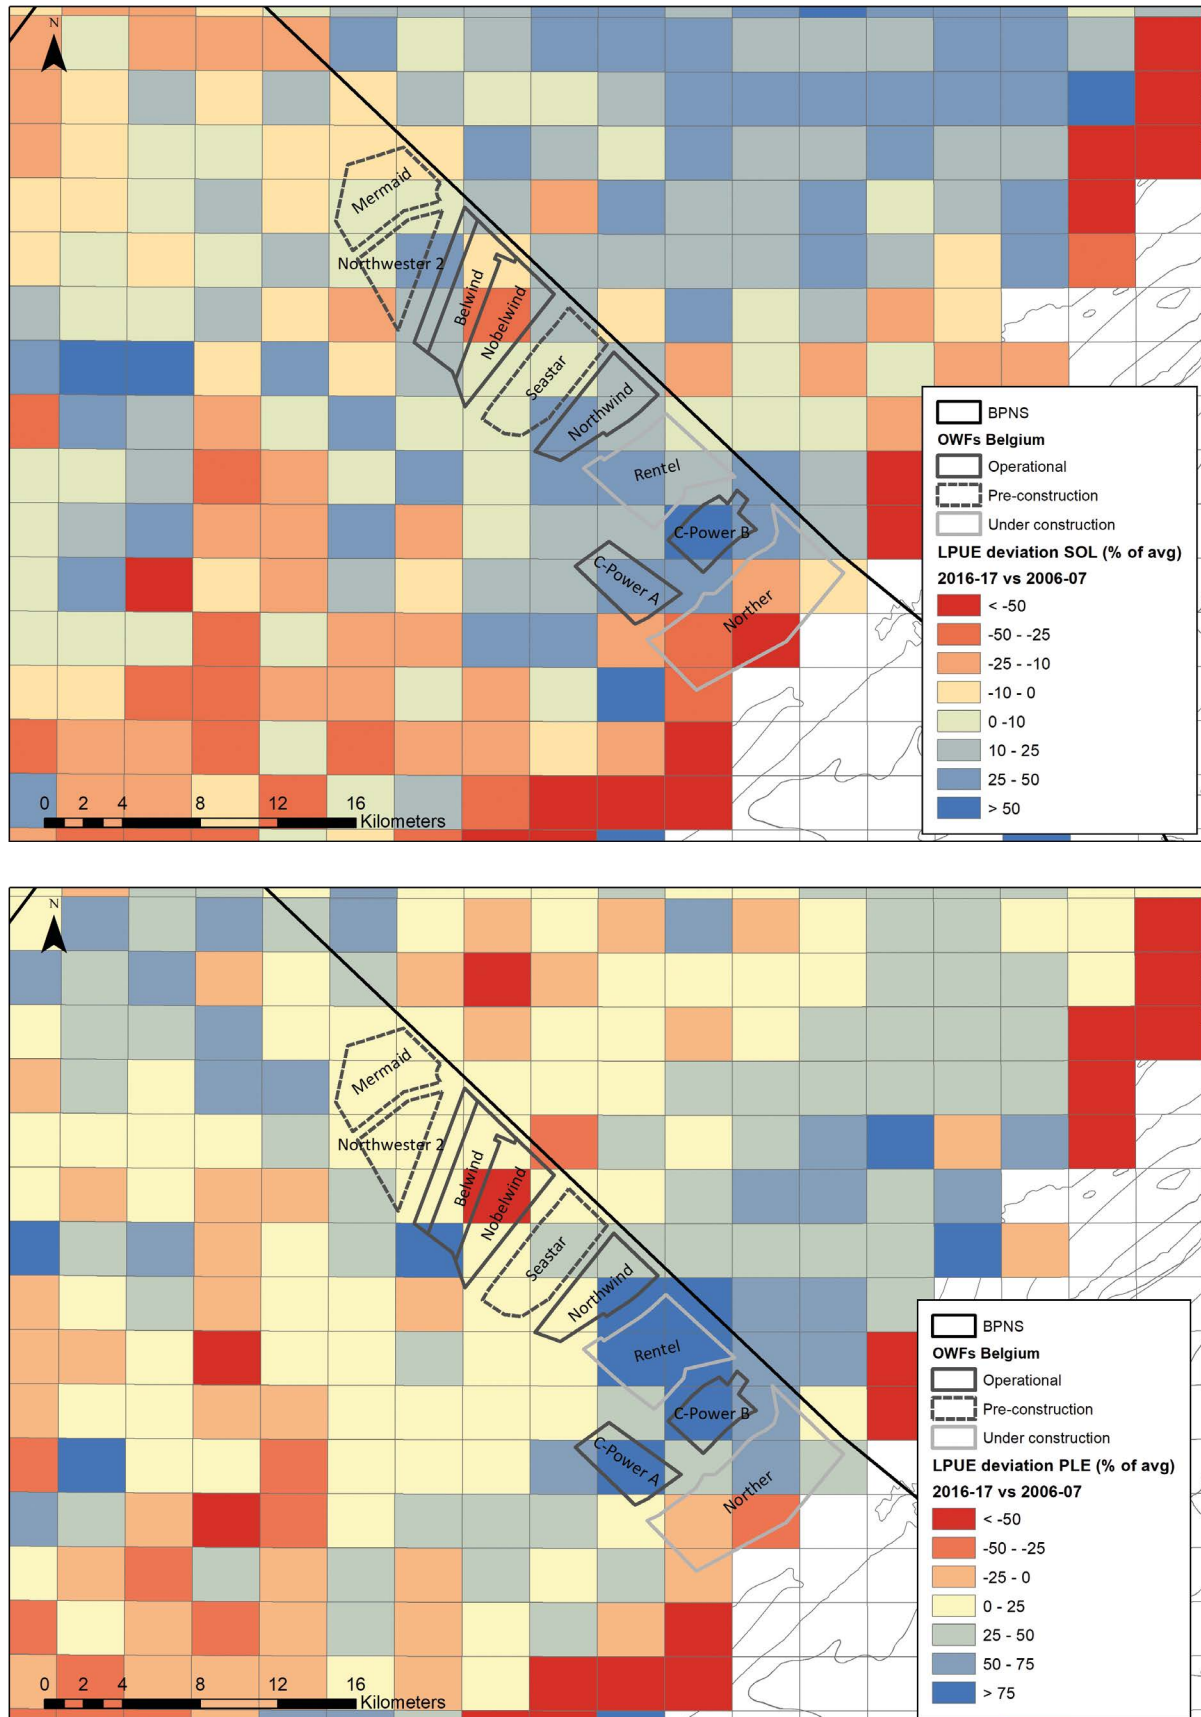 N
Mermaid
Northwester 2
Belwind
Nobelwind
Seastar
Northwind
Rentel
C-Power B
C-Power A
Norther
0 2 4 8 12 16
Kilometers
BPNS
OWFs Belgium
Operational
Pre-construction
Under construction
LPUE deviation SOL (% of avg)
2016-17 vs 2006-07
< -50
-50 - -25
-25 - -10
-10 - 0
0 -10
10 - 25
25 - 50
> 50
N
Mermaid
Northwester 2
Belwind
Nobelwind
Seastar
Northwind
Rentel
C-Power B
C-Power A
Norther
0 2 4 8 12 16
Kilometers
BPNS
OWFs Belgium
Operational
Pre-construction
Under construction
LPUE deviation PLE (% of avg)
2016-17 vs 2006-07
< -50
-50 - -25
-25 - 0
0 - 25
25 - 50
50 - 75
> 75